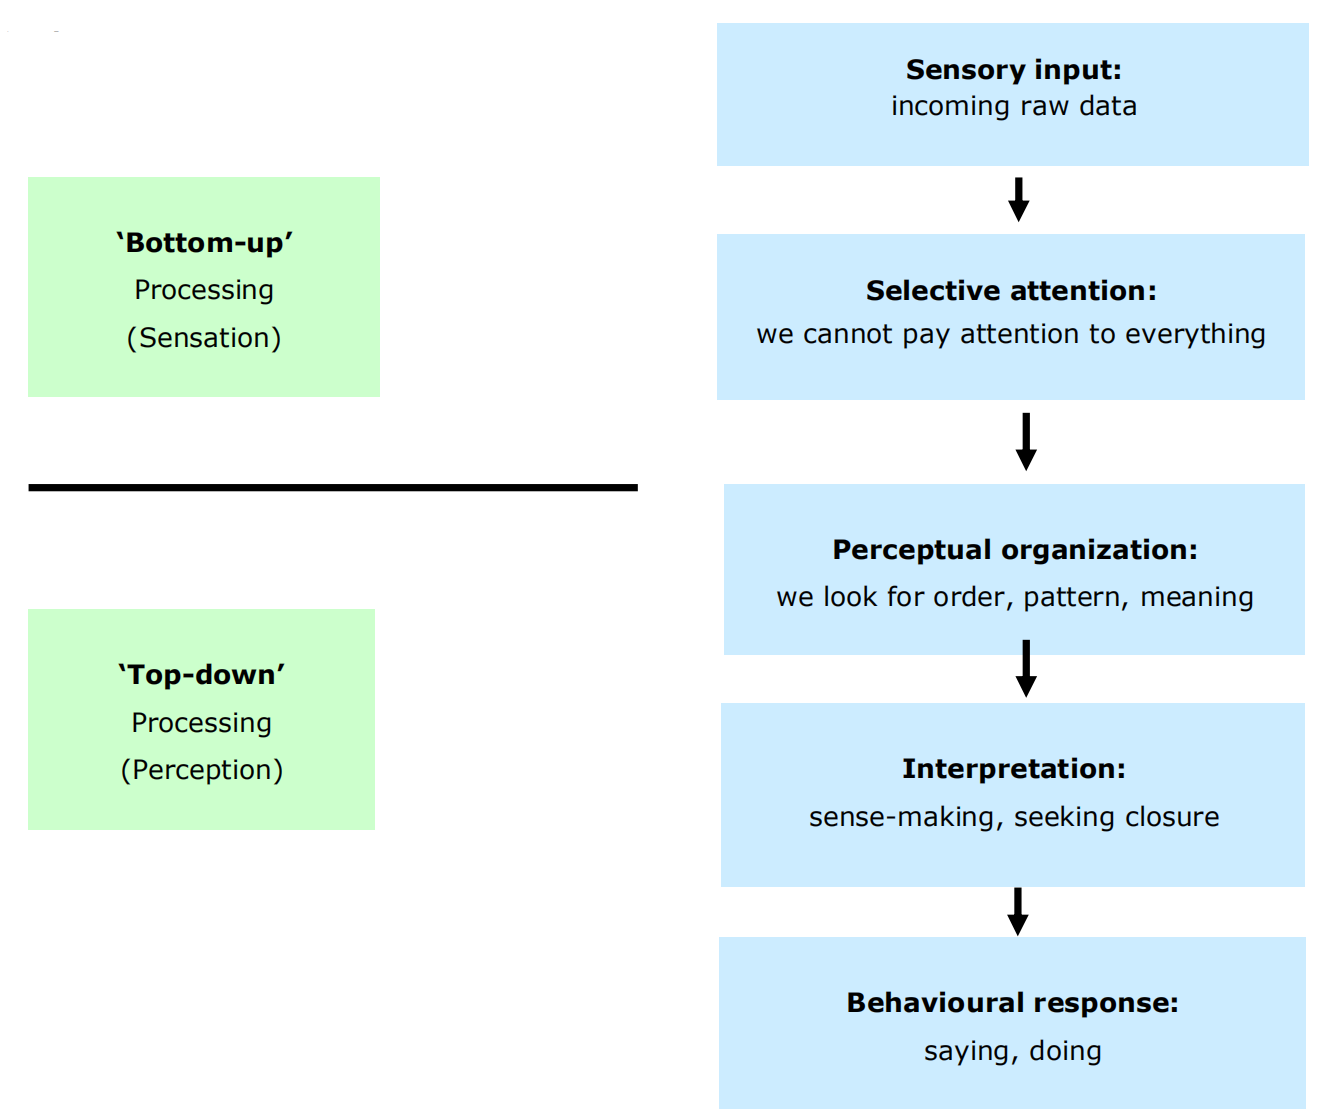 Sensory input:
incoming raw data
‘Bottom-up’
Processing
(Sensation)
Selective attention:
we cannot pay attention to everything
Perceptual organization:
we look for order, pattern, meaning
‘Top-down’
Processing
(Perception)
Interpretation:
sense-making, seeking closure
Behavioural response:
saying, doing